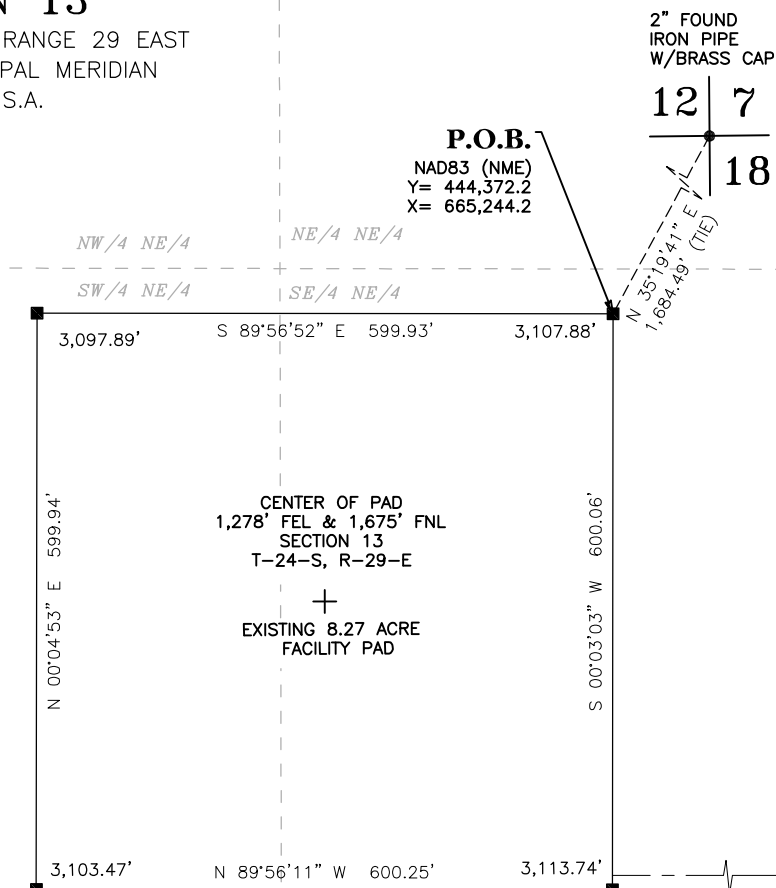 N 13
RANGE 29 EAST
PAL MERIDIAN
S.A.
2” FOUND
IRON PIPE
W/BRASS CAP
12 7
18
P.O.B.
NAD83 (NME)
Y= 444,372.2
X= 665,244.2
N 35°19'41” E
1,684.49' (TIE)
NW/4 NE/4
NE/4 NE/4
SW/4 NE/4
SE/4 NE/4
3,097.89'
S 89°56'52” E 599.93'
3,107.88'
N 00°04'53” E 599.94'
CENTER OF PAD
1,278' FEL & 1,675' FNL
SECTION 13
T-24-S, R-29-E
EXISTING 8.27 ACRE
FACILITY PAD
S 00°03'03” W 600.06'
3,103.47'
N 89°56'11” W 600.25'
3,113.74'